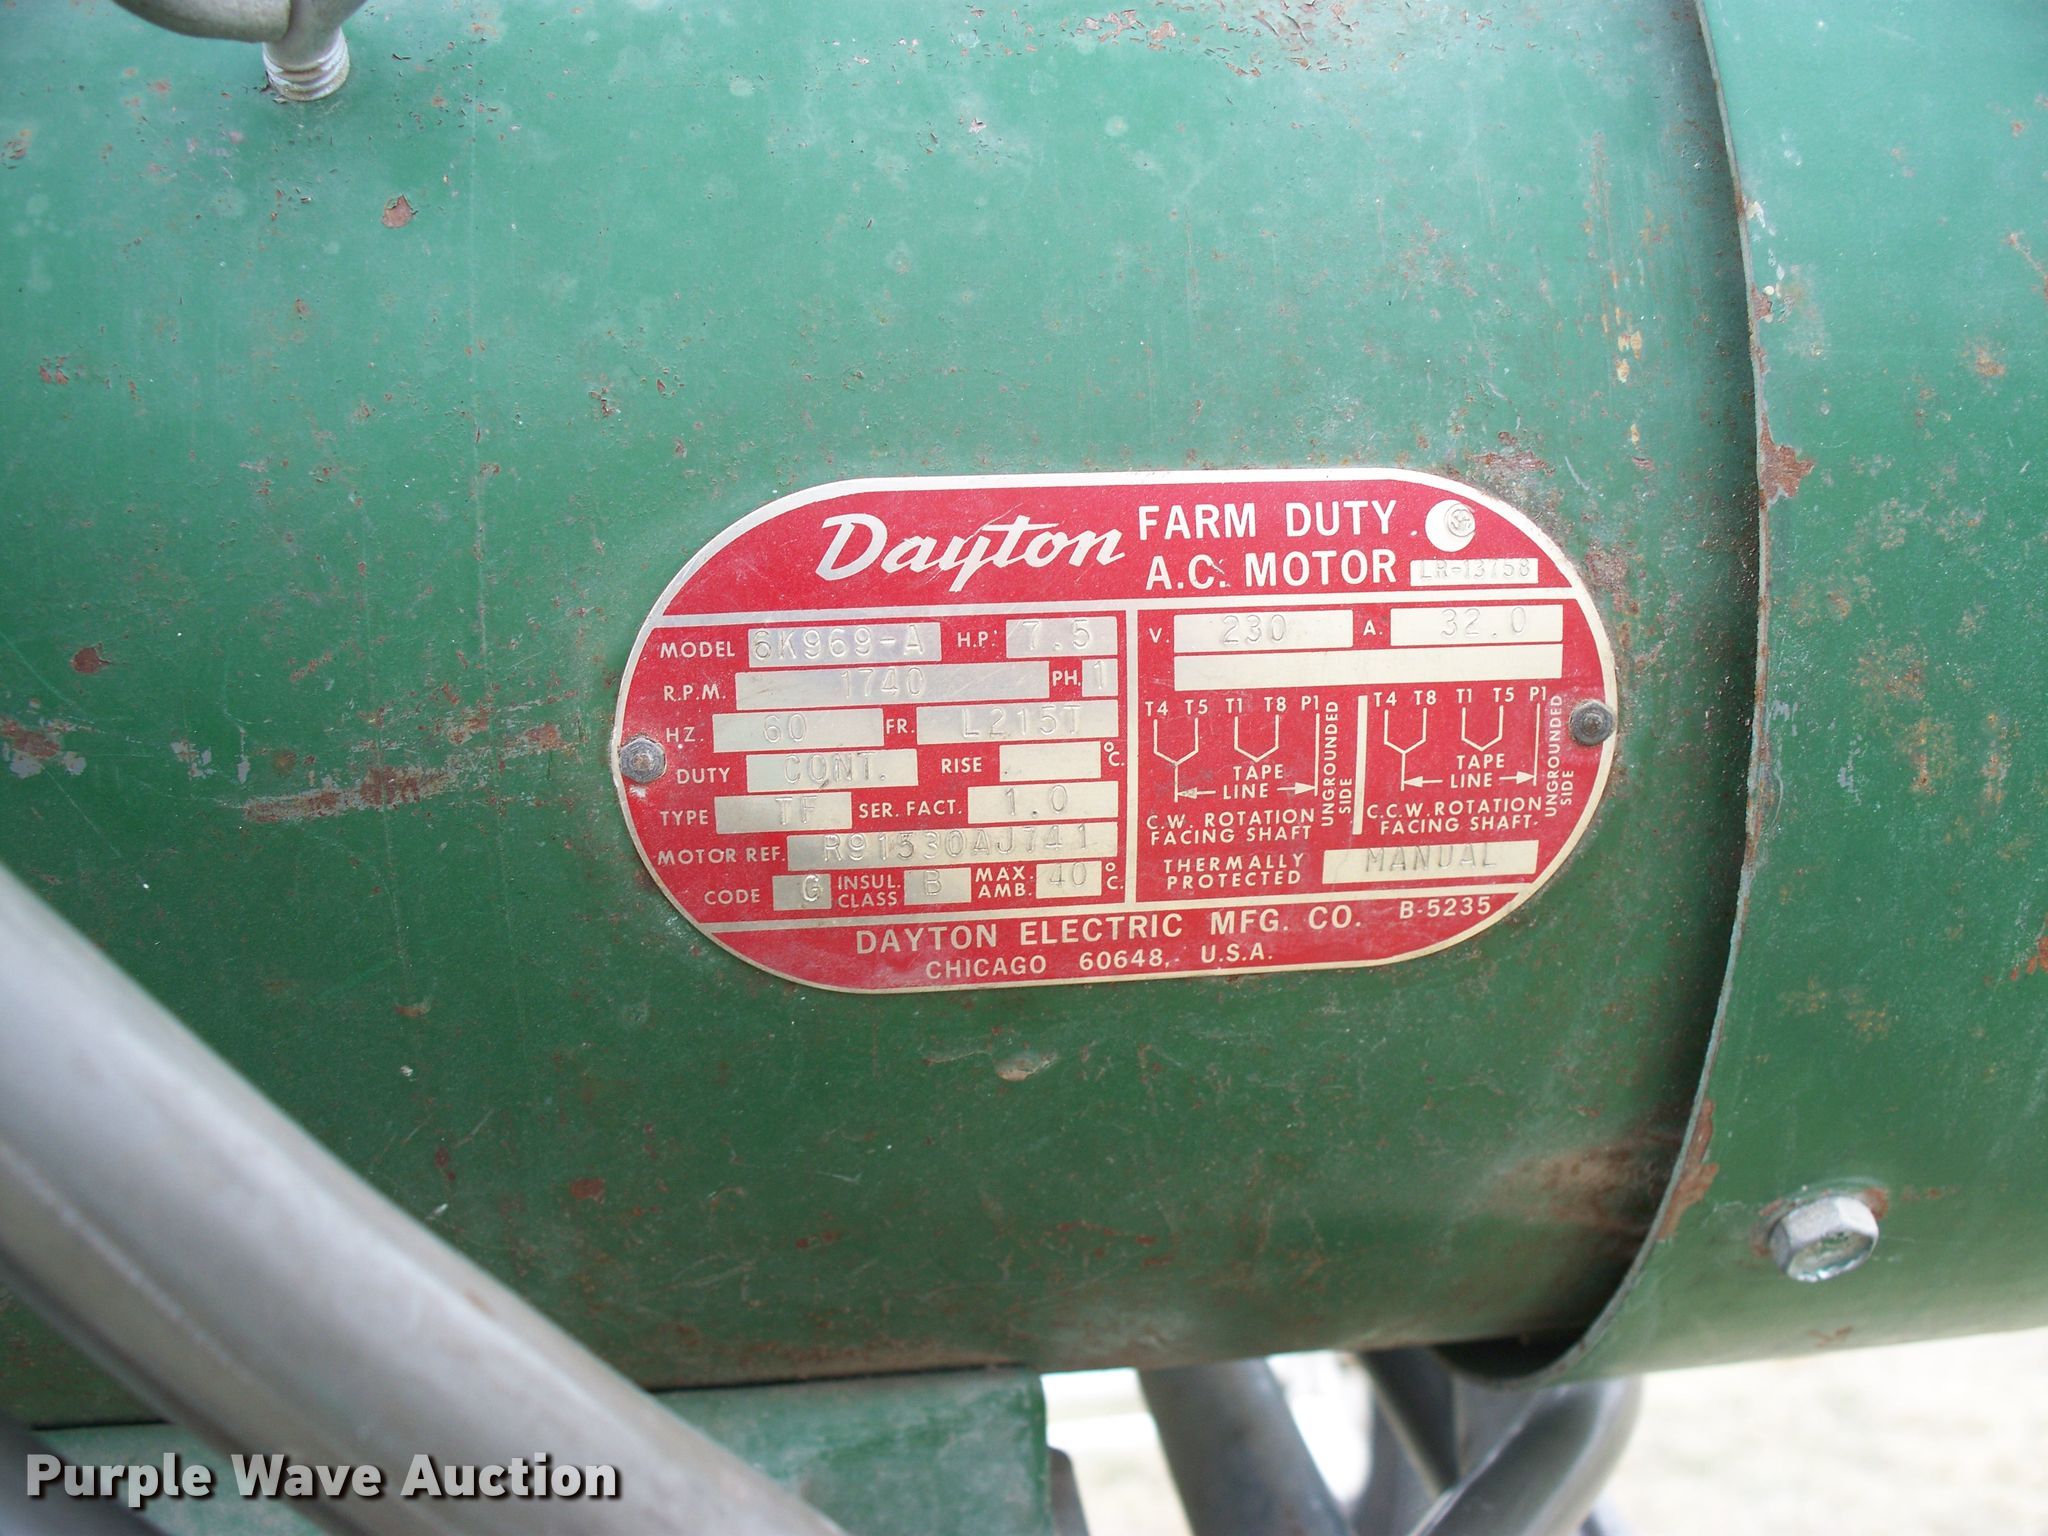 Dayton FARM DUTY
A.C. MOTOR LR-13758
MODEL 6K969-A H.P. 7.5
R.P.M. 1740 PH. 1
HZ. 60 FR. L215T
DUTY CONT. RISE °C.
TYPE TF SER. FACT. 1.0
MOTOR REF. R91530AJ741
CODE G INSUL. CLASS B MAX. AMB. 40 °C.
V. 230 A. 32.0
T4 T5 T1 T8 P1
TAPE
LINE
UNGROUNDED
SIDE
C.W. ROTATION
FACING SHAFT
T4 T8 T1 T5 P1
TAPE
LINE
UNGROUNDED
SIDE
C.C.W. ROTATION
FACING SHAFT
THERMALLY
PROTECTED MANUAL
DAYTON ELECTRIC MFG. CO. B-5235
CHICAGO 60648, U.S.A.
Purple Wave Auction